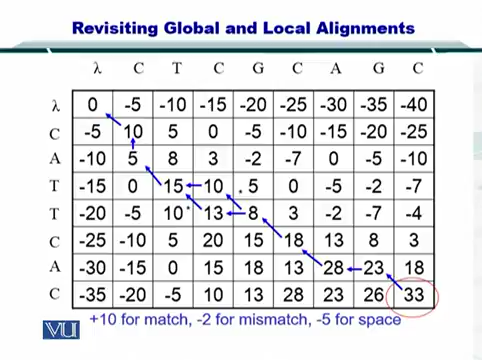 Revisiting Global and Local Alignments
λ C T C G C A G C
λ 0 -5 -10 -15 -20 -25 -30 -35 -40
C -5 10 5 0 -5 -10 -15 -20 -25
A -10 5 8 3 -2 -7 0 -5 -10
T -15 0 15 10 5 0 -5 -2 -7
T -20 -5 10 13 8 3 -2 -7 -4
C -25 -10 5 20 15 18 13 8 3
A -30 -15 0 15 18 13 28 23 18
C -35 -20 -5 10 13 28 23 26 33
+10 for match, -2 for mismatch, -5 for space
VU